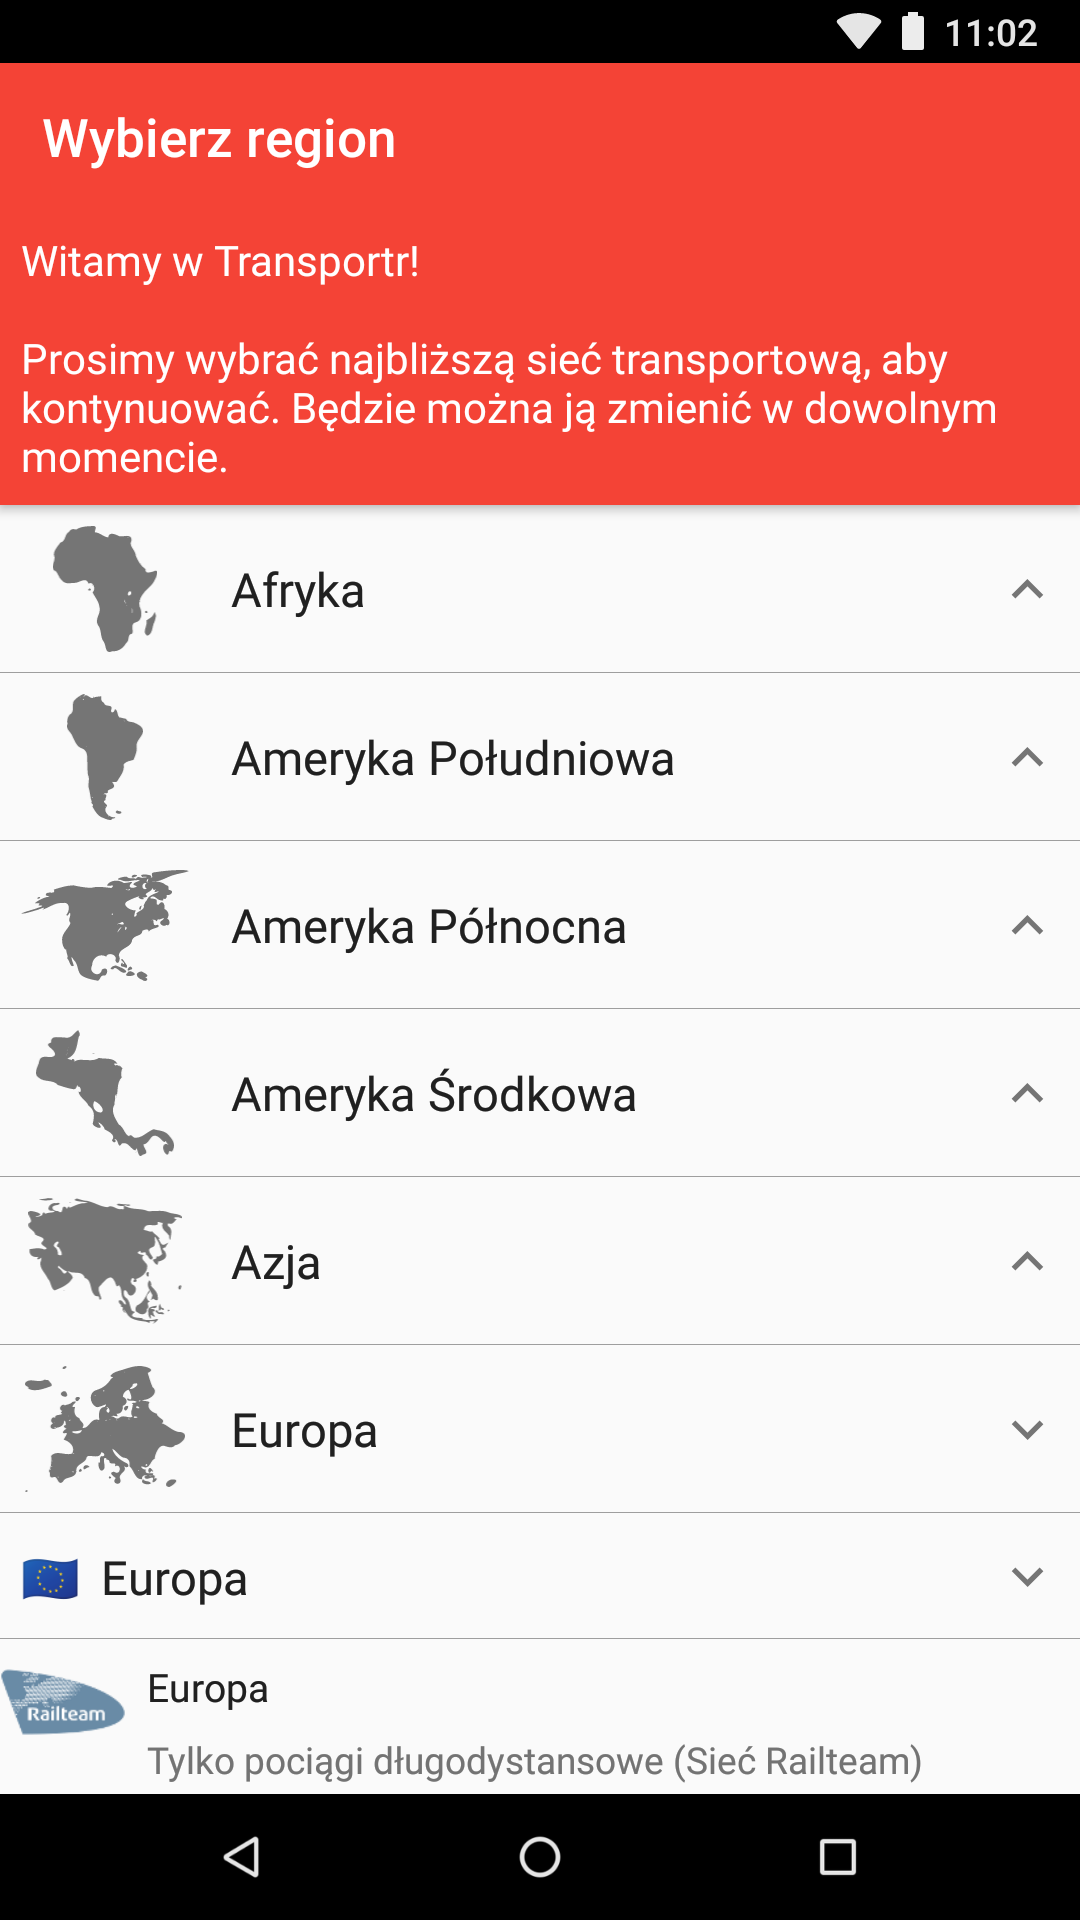 11:02
Wybierz region
Witamy w Transportr!
Prosimy wybrać najbliższą sieć transportową, aby
kontynuować. Będzie można ją zmienić w dowolnym
momencie.
Afryka
Ameryka Południowa
Ameryka Północna
Ameryka Środkowa
Azja
Europa
Europa
Europa
Railteam
Tylko pociągi długodystansowe (Sieć Railteam)